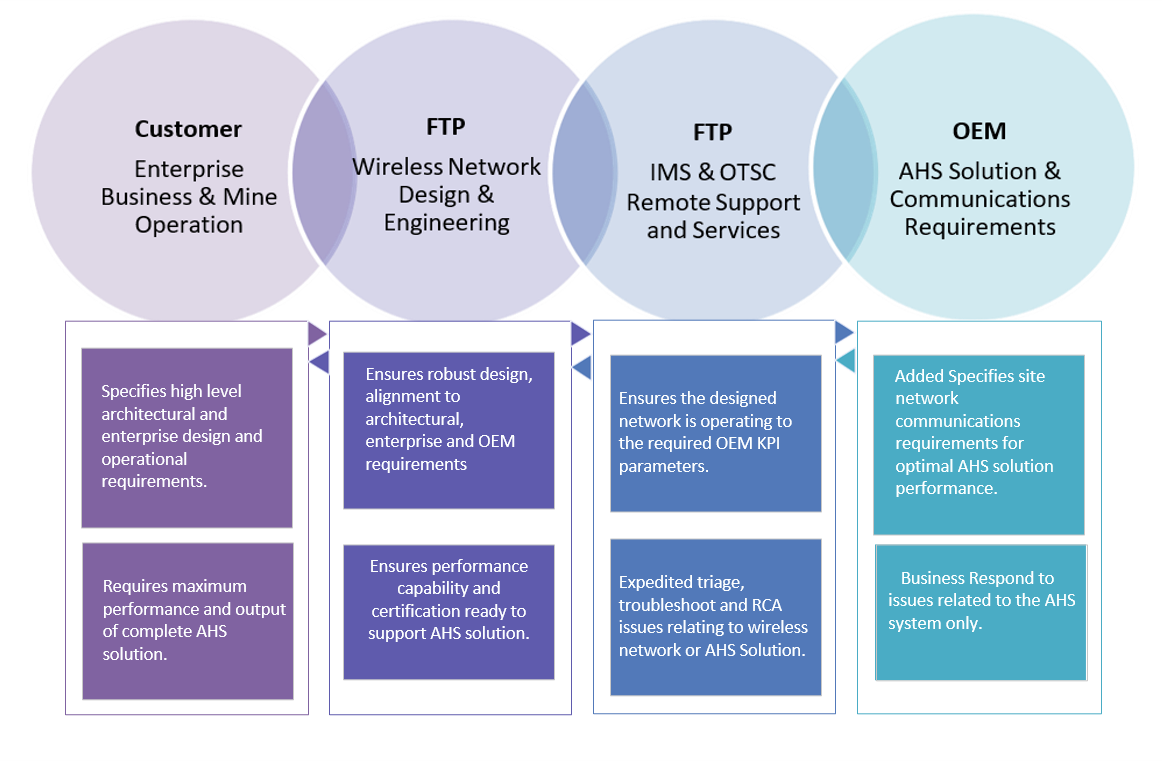 Customer
Enterprise
Business & Mine
Operation
FTP
Wireless Network
Design &
Engineering
FTP
IMS & OTSC
Remote Support
and Services
OEM
AHS Solution &
Communications
Requirements
Specifies high level
architectural and
enterprise design and
operational
requirements.
Requires maximum
performance and output
of complete AHS
solution.
Ensures robust design,
alignment to
architectural,
enterprise and OEM
requirements
Ensures performance
capability and
certification ready to
support AHS solution.
Ensures the designed
network is operating to
the required OEM KPI
parameters.
Expedited triage,
troubleshoot and RCA
issues relating to wireless
network or AHS Solution.
Added Specifies site
network
communications
requirements for
optimal AHS solution
performance.
Business Respond to
issues related to the AHS
system only.